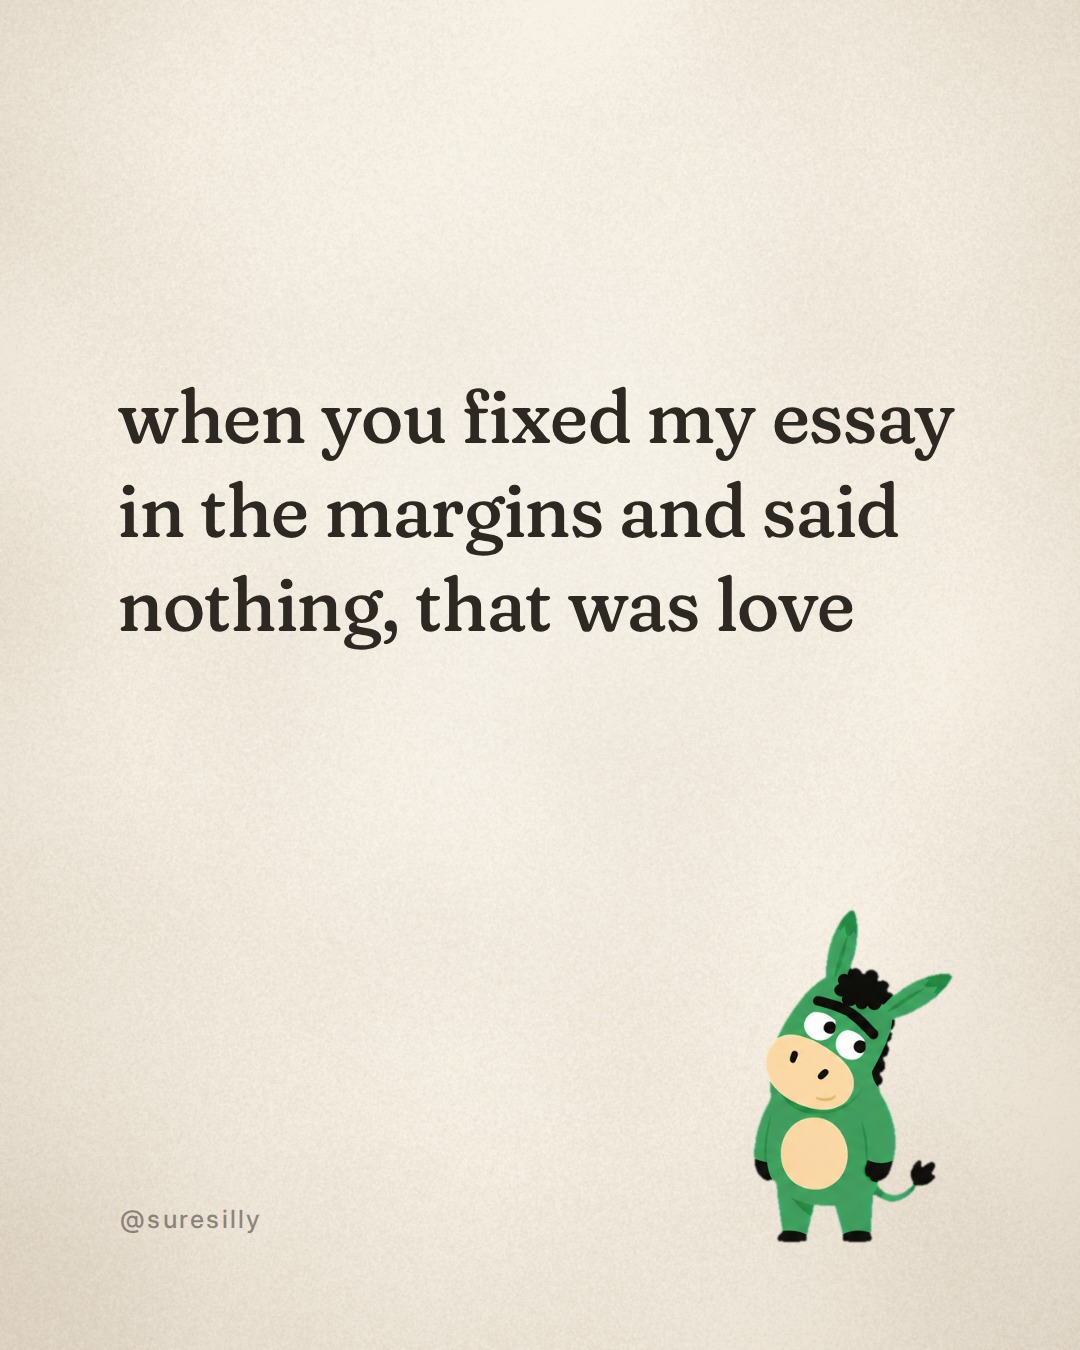 when you fixed my essay
in the margins and said
nothing, that was love
@suresilly